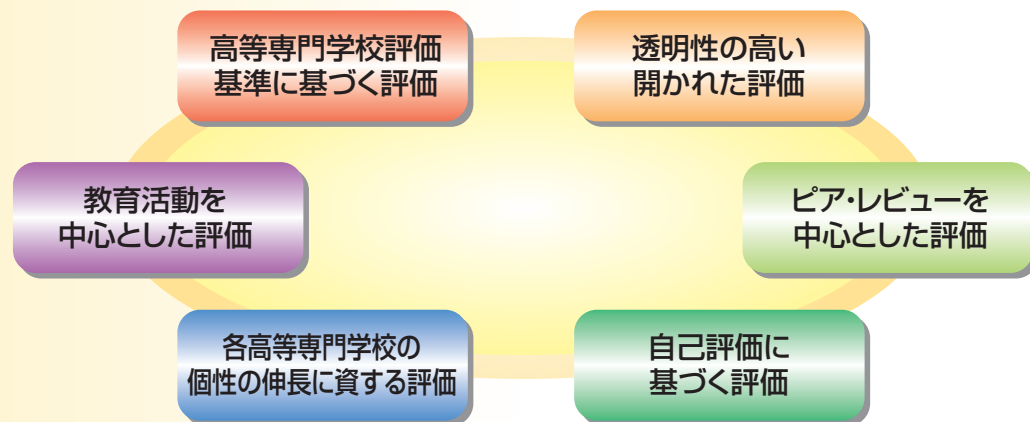 高等専門学校評価
基準に基づく評価
透明性の高い
開かれた評価
教育活動を
中心とした評価
ピア・レビューを
中心とした評価
各高等専門学校の
個性の伸長に資する評価
自己評価に
基づく評価